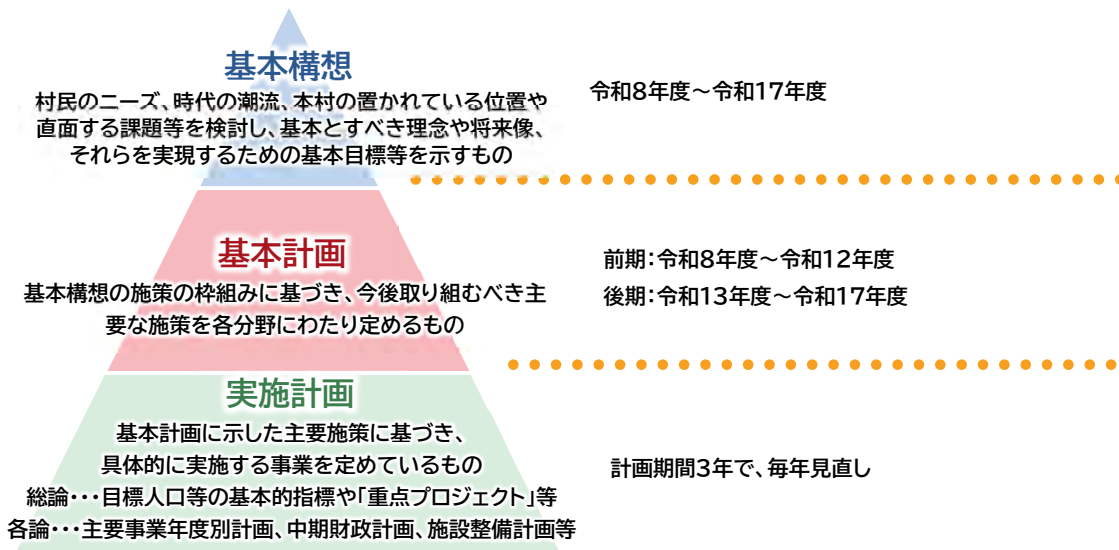 基本構想
村民のニーズ、時代の潮流、本村の置かれている位置や
直面する課題等を検討し、基本とすべき理念や将来像、
それらを実現するための基本目標等を示すもの
令和8年度～令和17年度
基本計画
基本構想の施策の枠組みに基づき、今後取り組むべき主
要な施策を各分野にわたり定めるもの
前期：令和8年度～令和12年度
後期：令和13年度～令和17年度
実施計画
基本計画に示した主要施策に基づき、
具体的に実施する事業を定めているもの
総論・・・目標人口等の基本的指標や「重点プロジェクト」等
各論・・・主要事業年度別計画、中期財政計画、施設整備計画等
計画期間3年で、毎年見直し